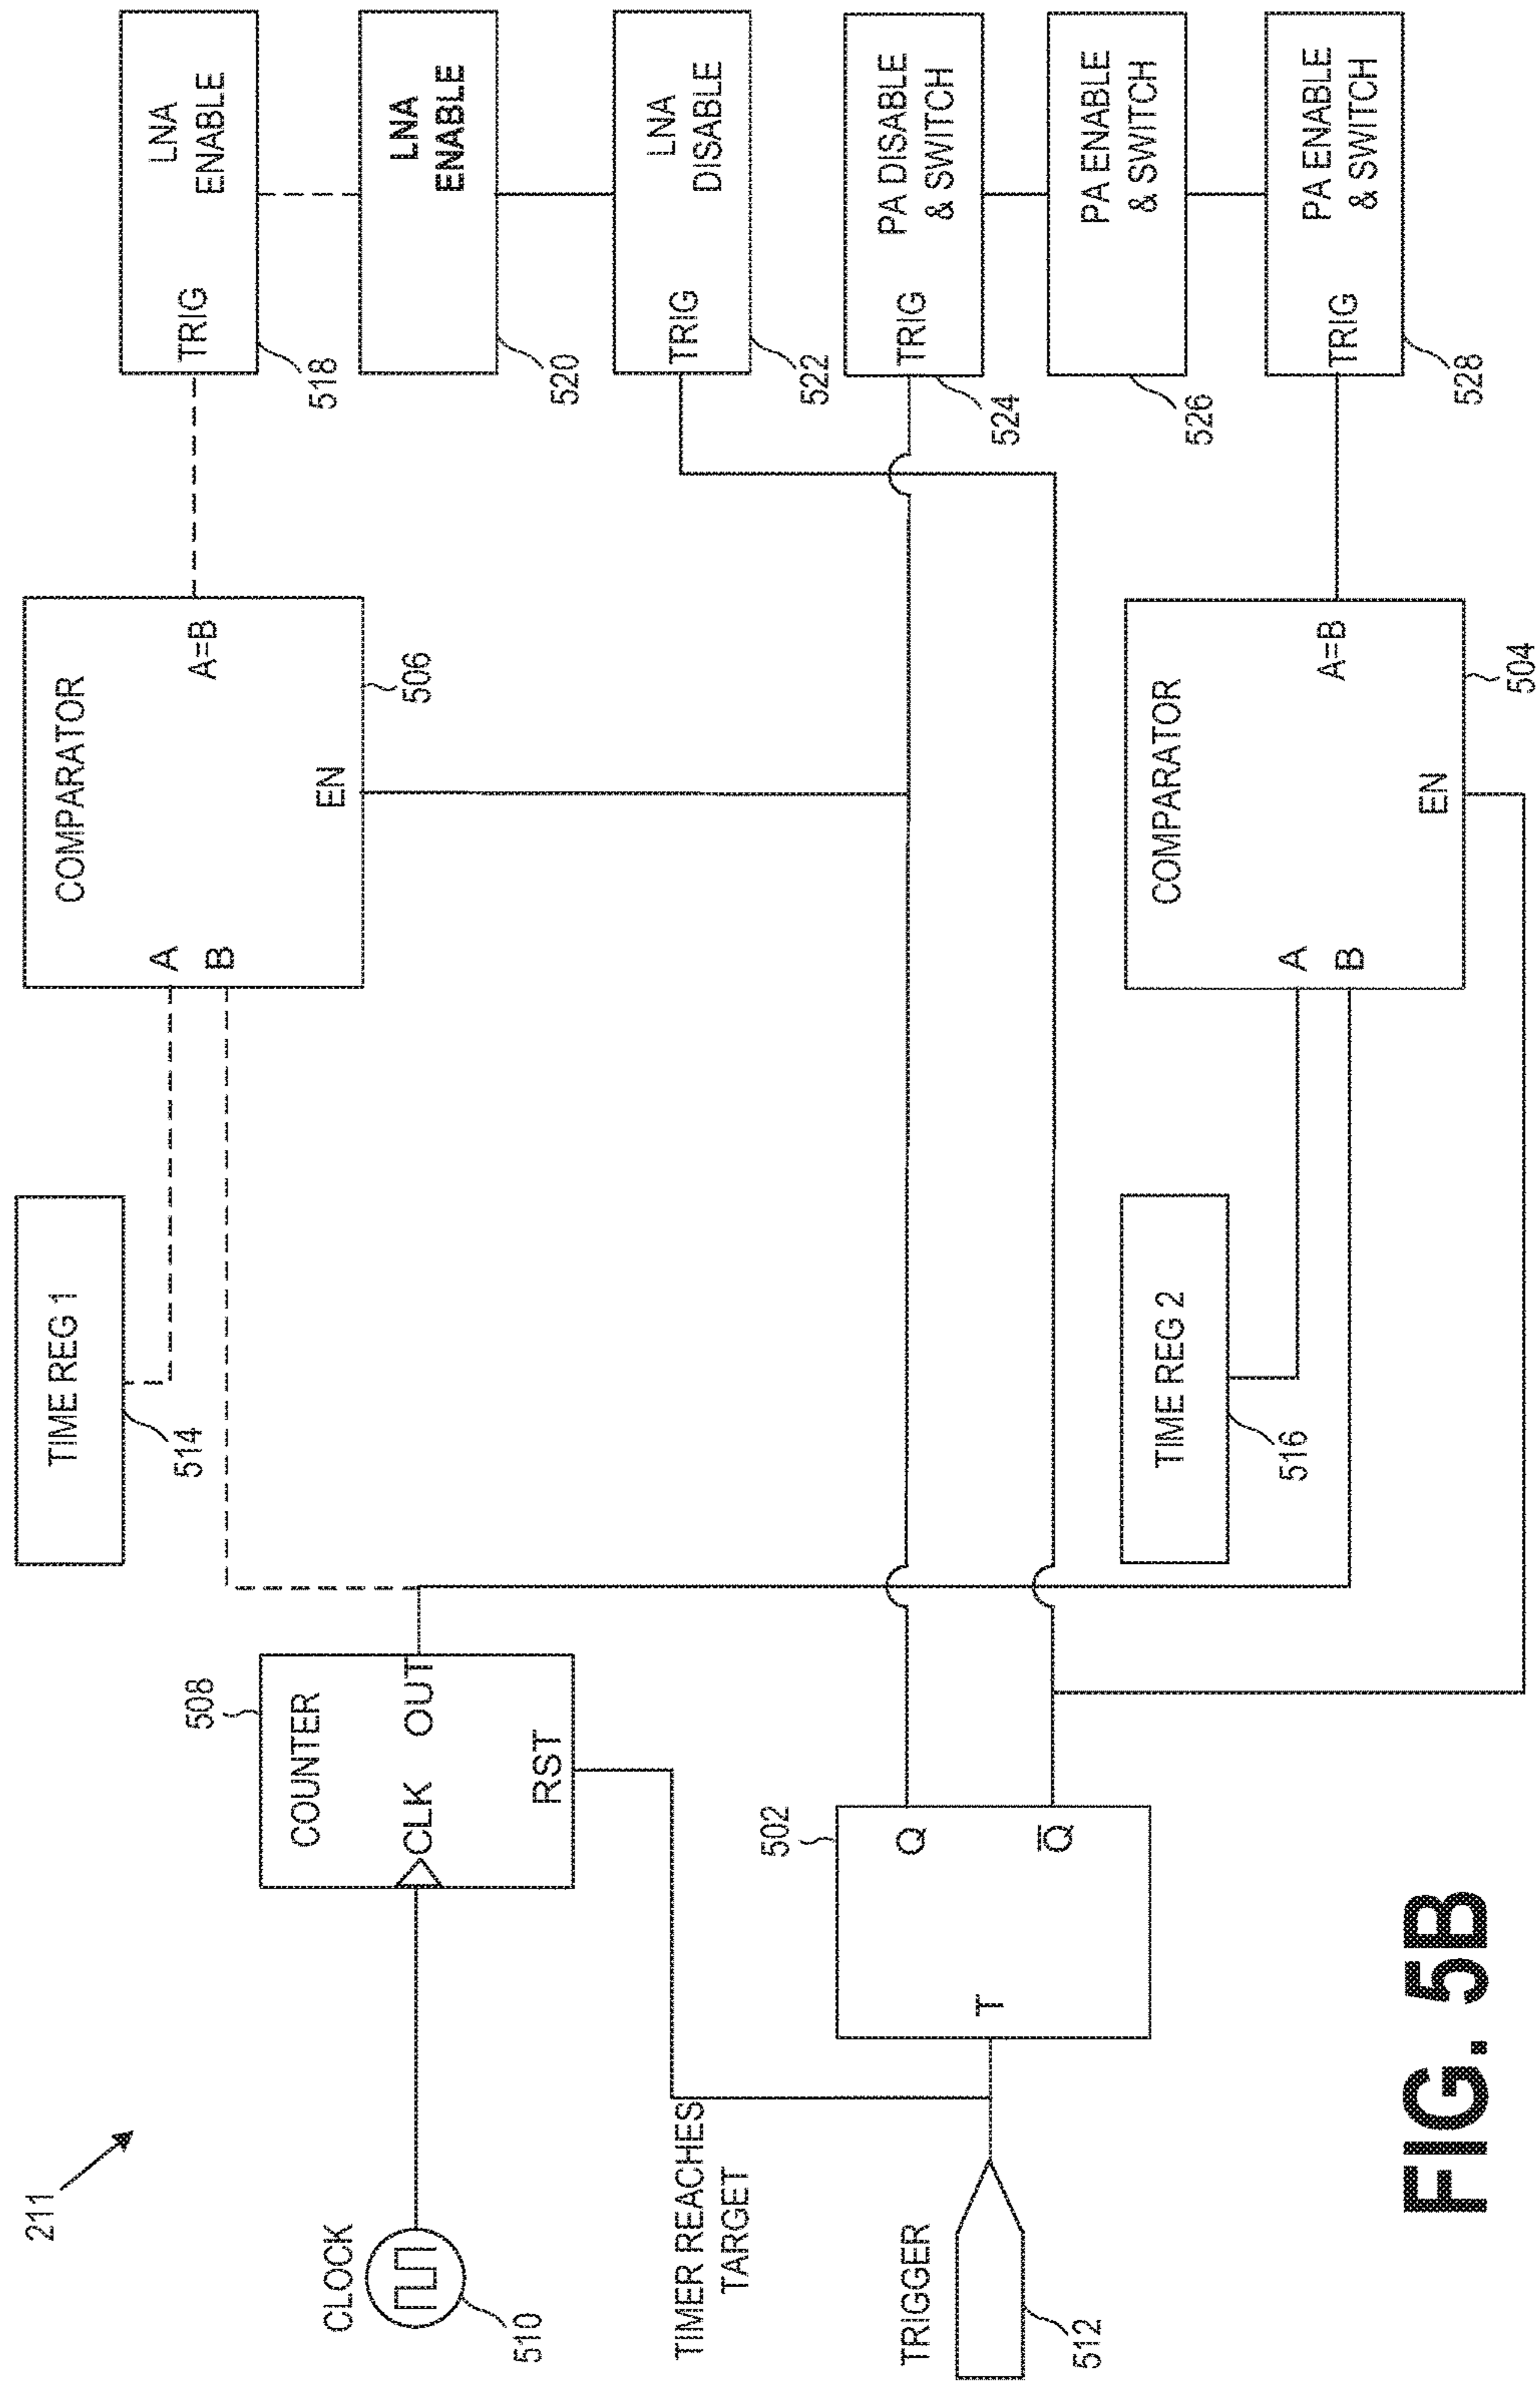 211
CLOCK
510
TIMER REACHES
TARGET
TRIGGER
512
508
COUNTER
CLK OUT
RST
502
T
Q
Q̅
TIME REG 1
514
TIME REG 2
516
COMPARATOR
A
B
A=B
EN
506
COMPARATOR
A
B
A=B
EN
504
TRIG
LNA
ENABLE
518
LNA
ENABLE
520
TRIG
LNA
DISABLE
522
TRIG
PA DISABLE
& SWITCH
524
PA ENABLE
& SWITCH
526
TRIG
PA ENABLE
& SWITCH
528
FIG. 5B